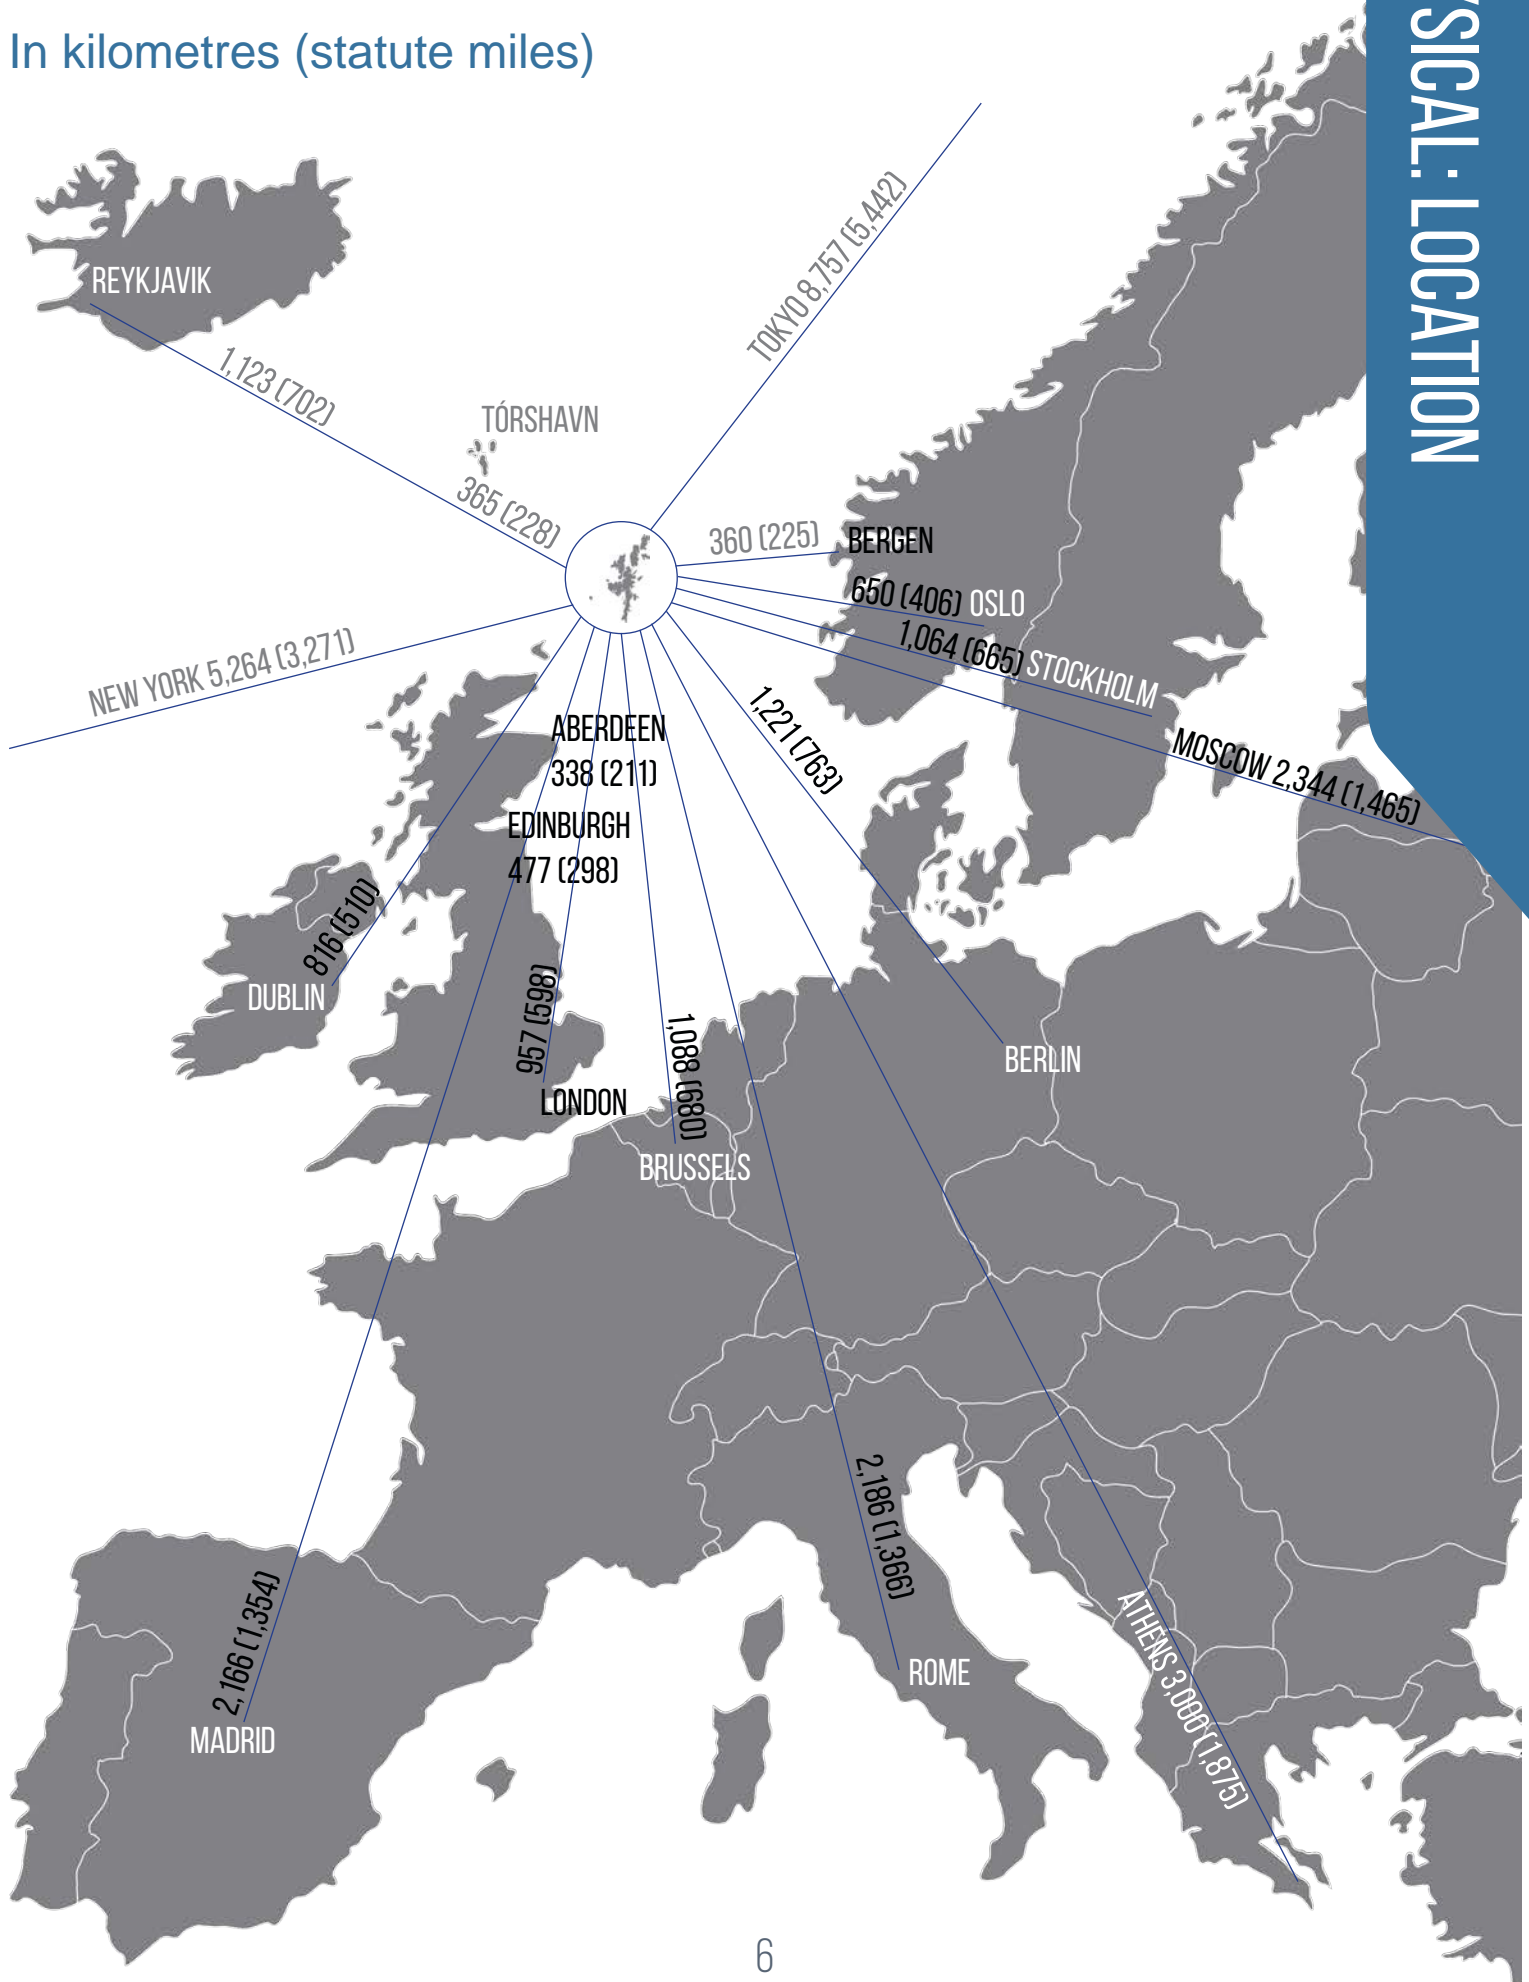 In kilometres (statute miles)
YSICAL: LOCATION
REYKJAVIK
1,123 (702)
TÓRSHAVN
365 (228)
TOKYO 8,757 (5,442)
360 (225)
BERGEN
650 (406) OSLO
1,064 (665) STOCKHOLM
MOSCOW 2,344 (1,465)
NEW YORK 5,264 (3,271)
ABERDEEN
338 (211)
EDINBURGH
477 (298)
1,221 (763)
BERLIN
816 (510)
DUBLIN
957 (598)
LONDON
1,088 (680)
BRUSSELS
2,186 (1,366)
ROME
2,166 (1,354)
MADRID
ATHENS 3,000 (1,875)
6